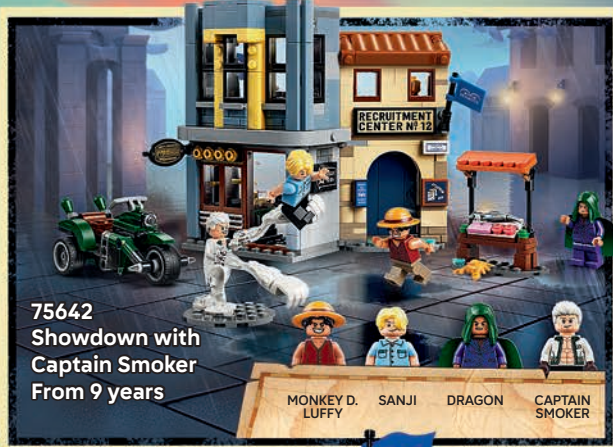 RECRUITMENT
CENTER Nº 12
75642
Showdown with
Captain Smoker
From 9 years
MONKEY D.
LUFFY
SANJI
DRAGON
CAPTAIN
SMOKER